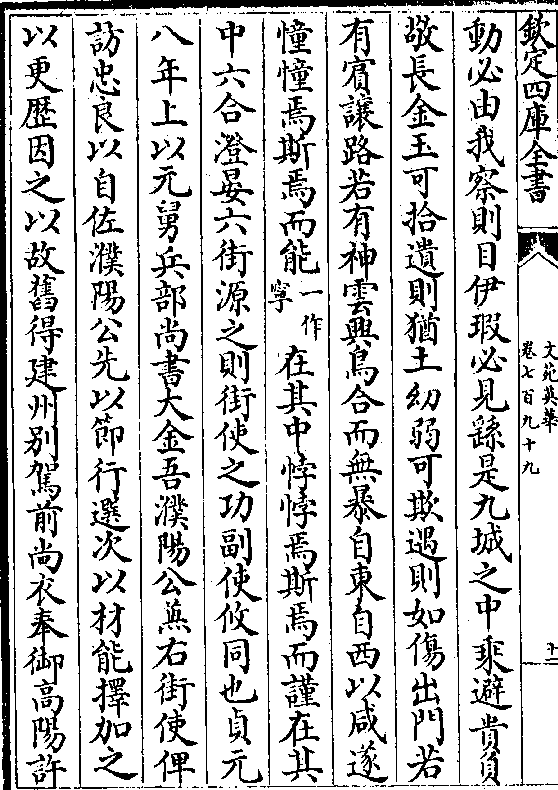 欽定四庫全書
文苑英華
卷七百九十九
十二
動必由我察則目伊瑕必見繇是九城之中乘避貴負
敬長金玉可拾遺則猶土幼弱可欺遇則如傷出門若
有賔讓路若有神雲興鳥合而無暴自東自西以咸遂
憧憧焉斯焉而能一作寧在其中悖悖焉斯焉而謹在其
中六合澄晏六街源之則街使之功副使攸同也貞元
八年上以元舅兵部尚書大金吾濮陽公兼右街使俾
訪忠良以自佐濮陽公先以節行選次以材能擇加之
以更歴因之以故舊得建州别駕前尚衣奉御高陽許